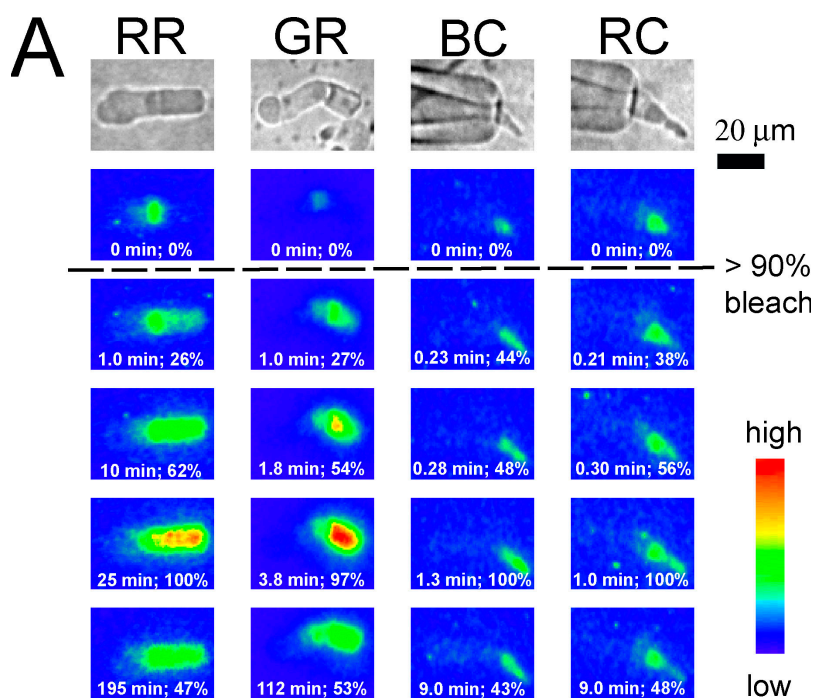 A
RR GR BC RC
20 μm
0 min; 0% 0 min; 0% 0 min; 0% 0 min; 0%
> 90%
bleach
1.0 min; 26% 1.0 min; 27% 0.23 min; 44% 0.21 min; 38%
10 min; 62% 1.8 min; 54% 0.28 min; 48% 0.30 min; 56%
high
25 min; 100% 3.8 min; 97% 1.3 min; 100% 1.0 min; 100%
195 min; 47% 112 min; 53% 9.0 min; 43% 9.0 min; 48%
low